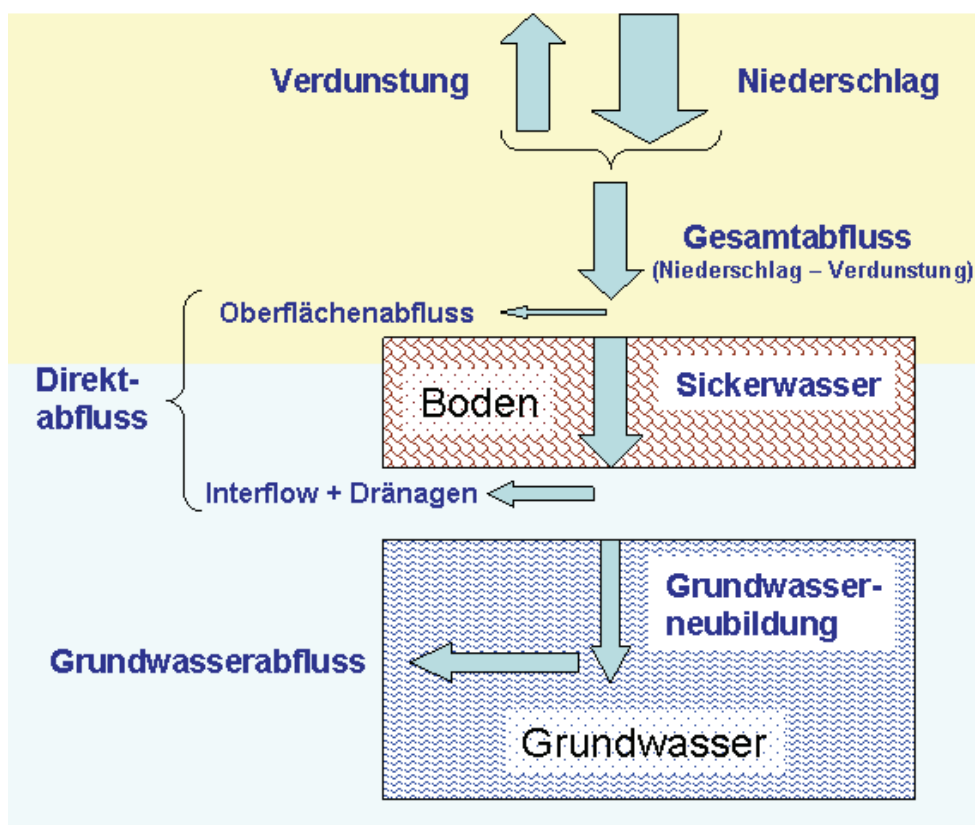 Verdunstung
Niederschlag
Gesamtabfluss
(Niederschlag – Verdunstung)
Oberflächenabfluss
Direkt-
abfluss
Boden
Sickerwasser
Interflow + Dränagen
Grundwasser-
neubildung
Grundwasserabfluss
Grundwasser